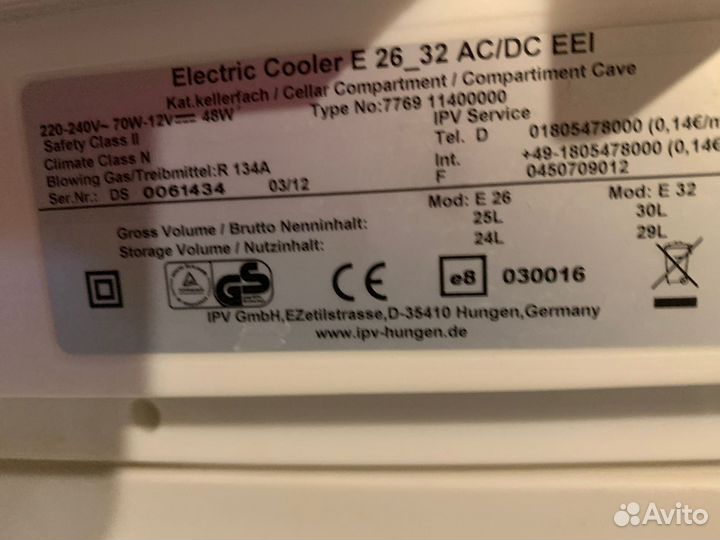 Electric Cooler E 26_32 AC/DC EEI
Kat.kellerfach / Cellar Compartment / Compartiment Cave
220-240V~ 70W-12V⎓ 48W Type No:7769 11400000
Safety Class II IPV Service
Climate Class N Tel. D 01805478000 (0,14€/m
Blowing Gas/Treibmittel:R 134A Int. +49-1805478000 (0,14€
Ser.Nr.: DS 0061434 03/12 F 0450709012
Mod: E 26 Mod: E 32
Gross Volume / Brutto Nenninhalt: 25L 30L
Storage Volume / Nutzinhalt: 24L 29L
GS CE e8 030016
IPV GmbH,EZetilstrasse,D-35410 Hungen,Germany
www.ipv-hungen.de
Avito